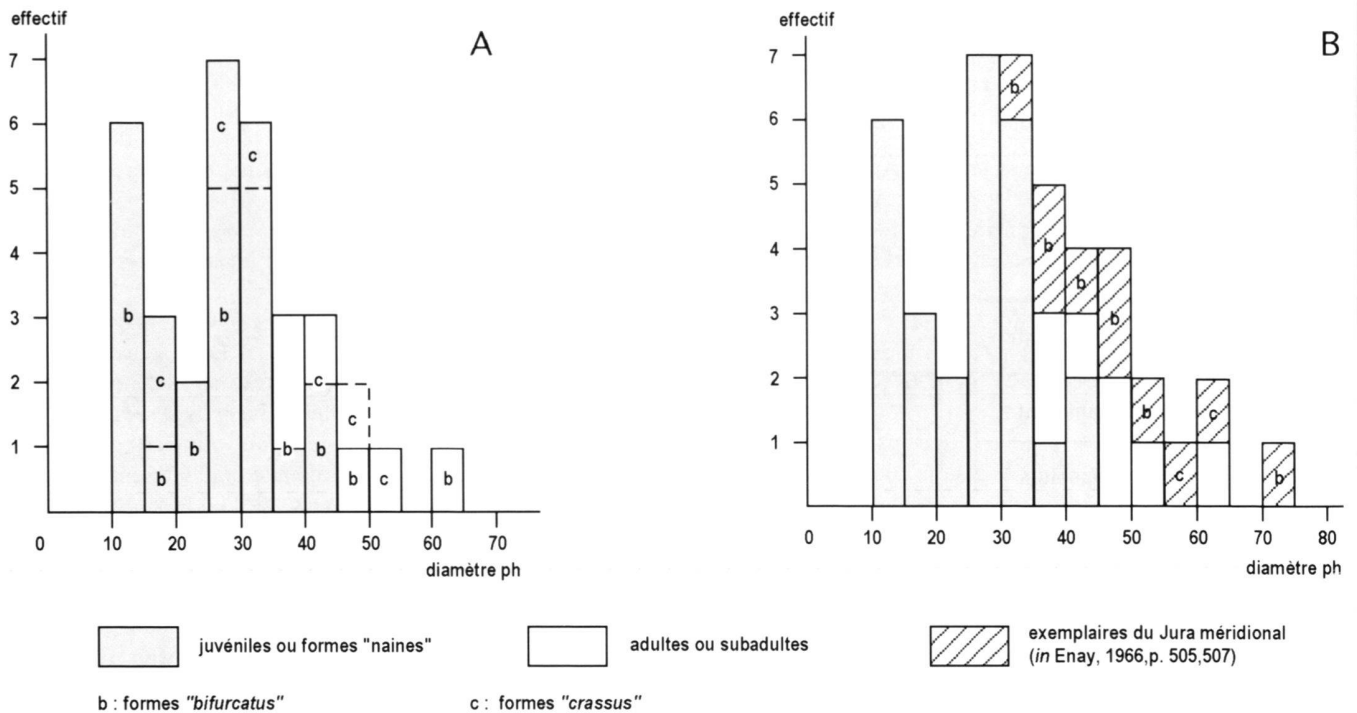 effectif
A
7
6
5
4
3
2
1
c
c
b
b
c
b
b
c
b
b
c
b
c
b
0
10
20
30
40
50
60
70
diamètre ph
effectif
B
7
6
5
4
3
2
1
b
b
b
b
b
c
c
b
0
10
20
30
40
50
60
70
80
diamètre ph
juvéniles ou formes "naines"
adultes ou subadultes
exemplaires du Jura méridional
(in Enay, 1966,p. 505,507)
b : formes "bifurcatus"
c : formes "crassus"